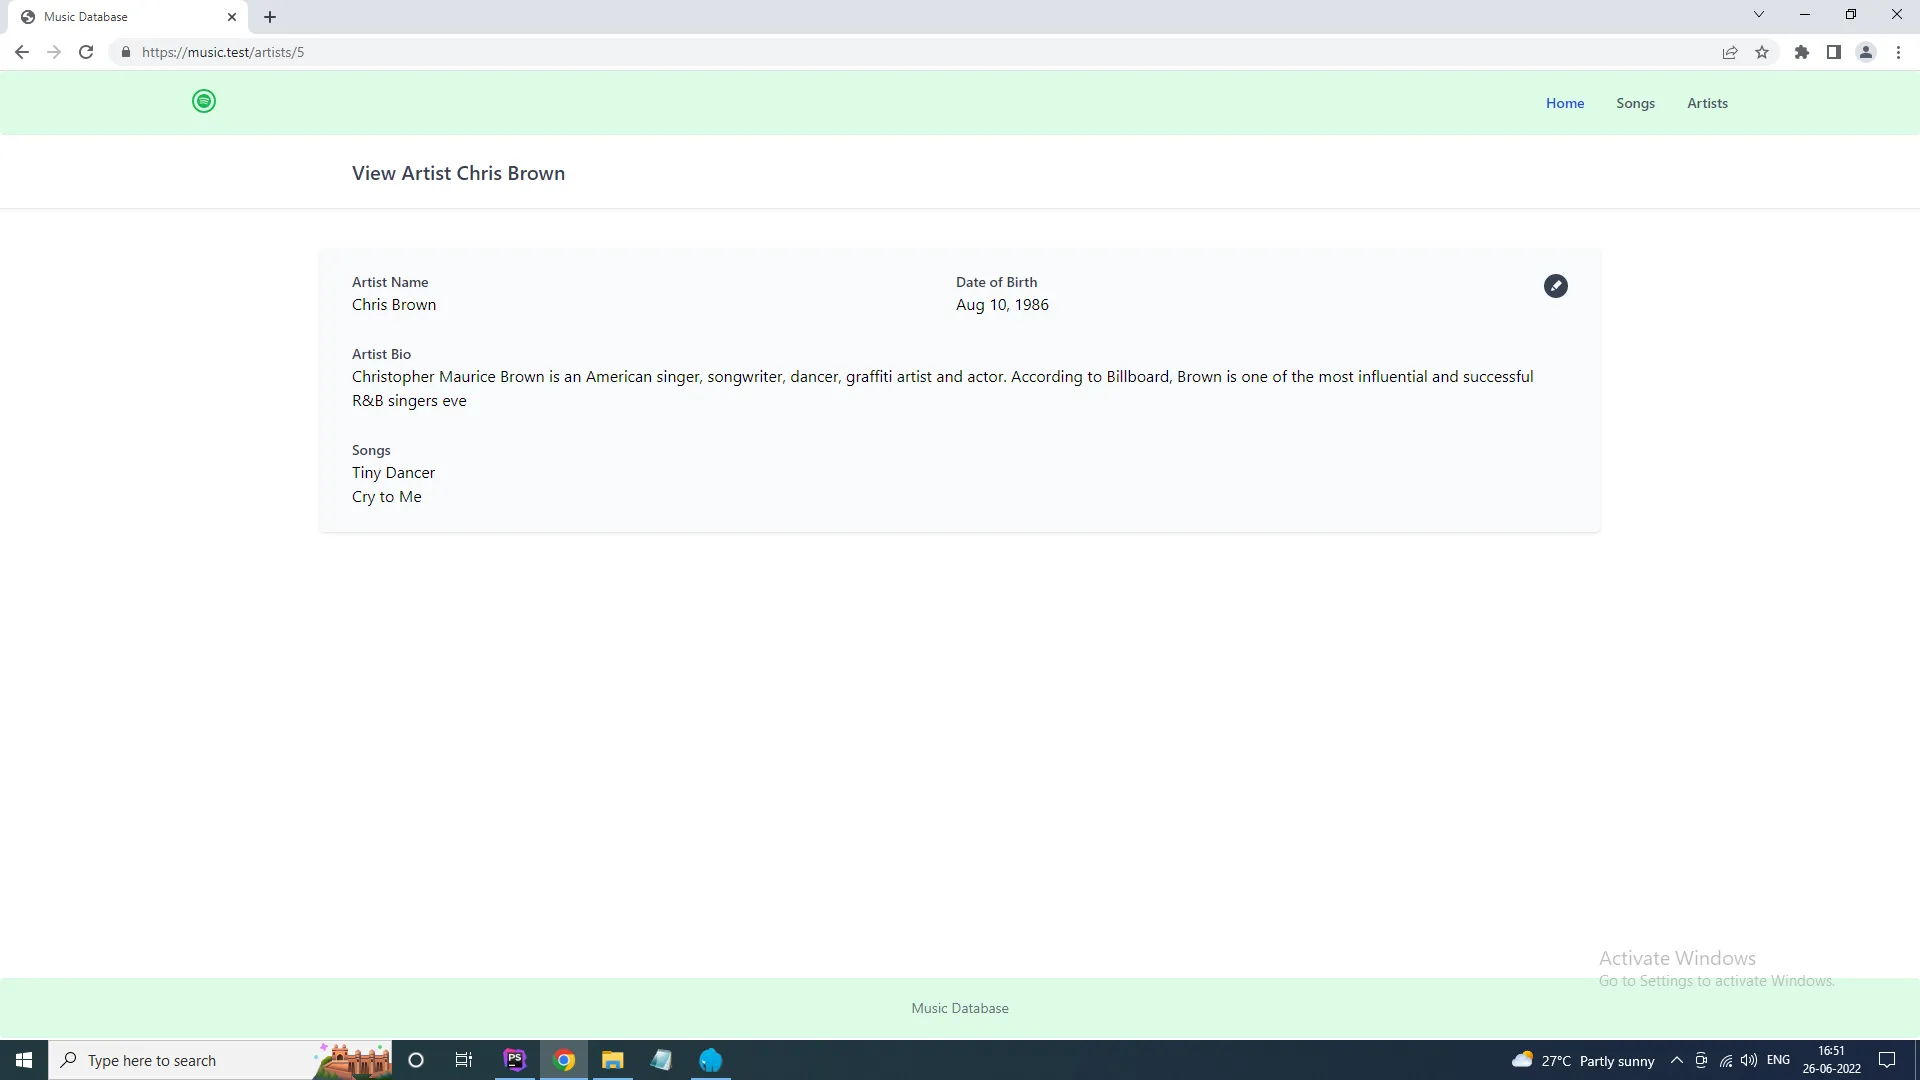 Music Database
https://music.test/artists/5
Home Songs Artists
View Artist Chris Brown
Artist Name
Chris Brown
Date of Birth
Aug 10, 1986
Artist Bio
Christopher Maurice Brown is an American singer, songwriter, dancer, graffiti artist and actor. According to Billboard, Brown is one of the most influential and successful
R&B singers eve
Songs
Tiny Dancer
Cry to Me
Activate Windows
Go to Settings to activate Windows.
Music Database
Type here to search
PS
27°C Partly sunny
ENG
16:51
26-06-2022